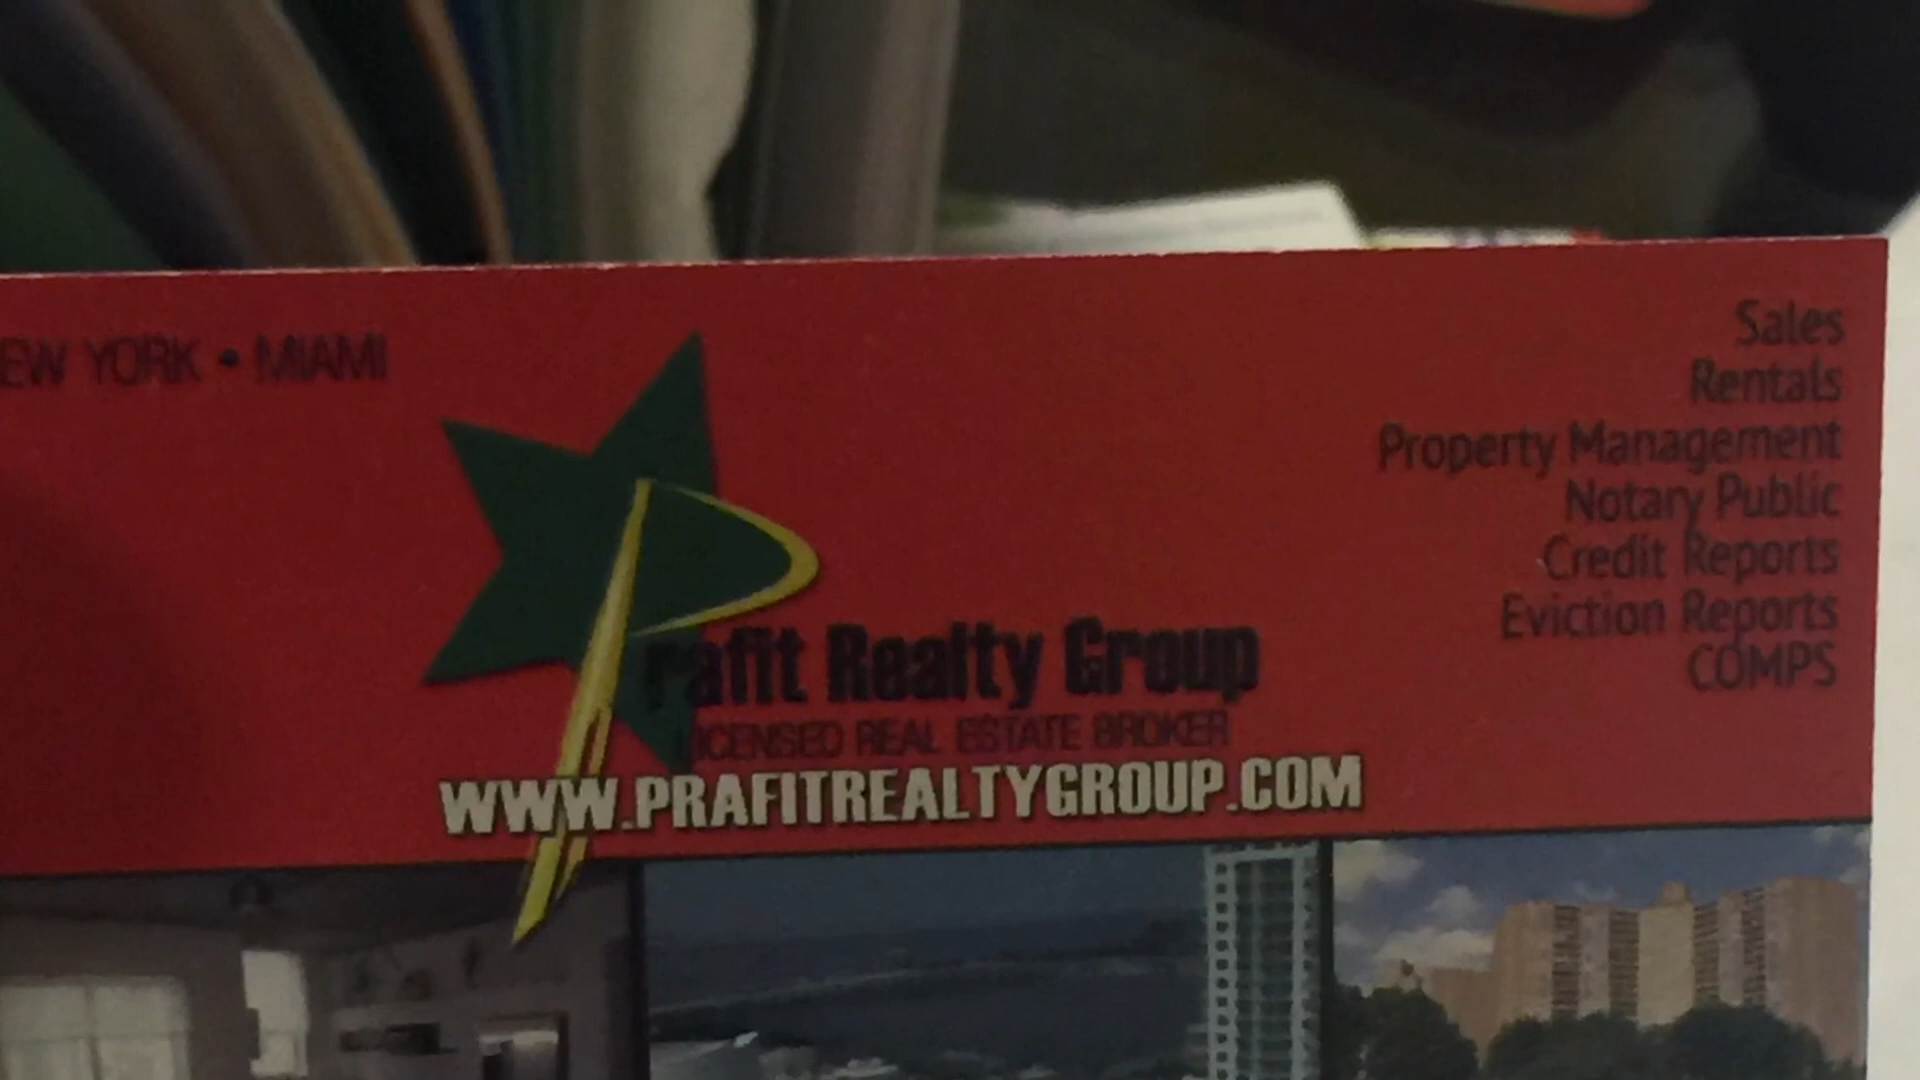 EW YORK • MIAMI
Sales
Rentals
Property Management
Notary Public
Credit Reports
Eviction Reports
COMPS
Prafit Realty Group
LICENSED REAL ESTATE BROKER
WWW.PRAFITREALTYGROUP.COM